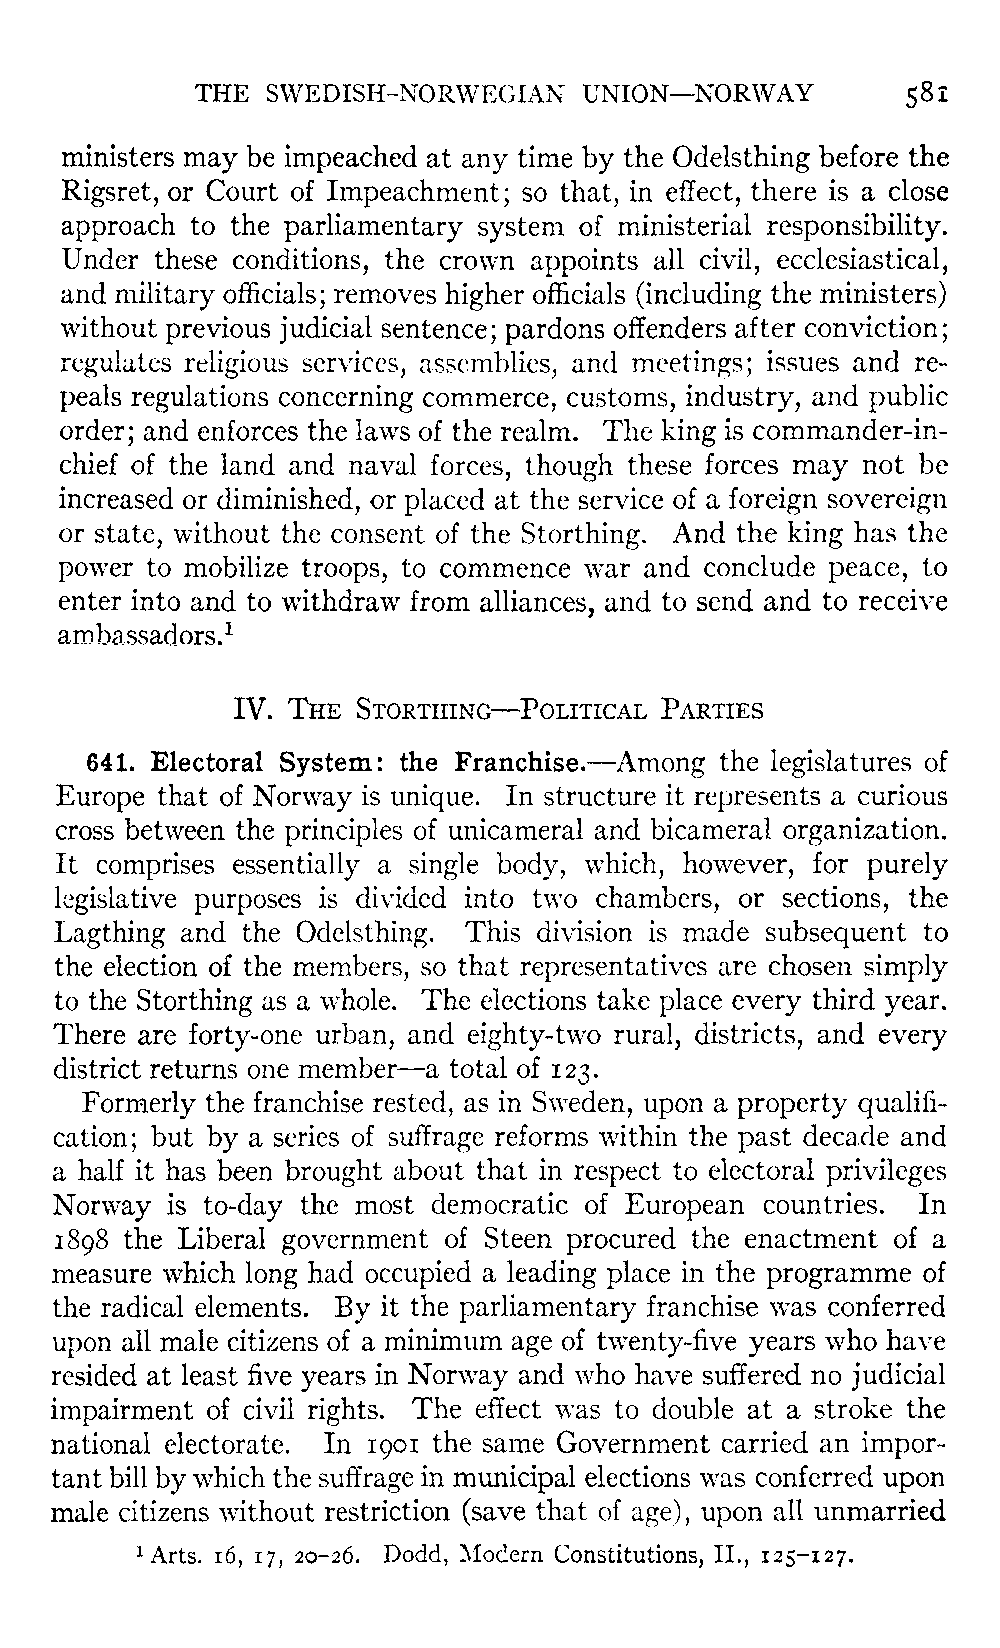 THE SWEDISH-NORWEGIAN UNION—NORWAY 581
ministers may be impeached at any time by the Odelsthing before the
Rigsret, or Court of Impeachment; so that, in effect, there is a close
approach to the parliamentary system of ministerial responsibility.
Under these conditions, the crown appoints all civil, ecclesiastical,
and military officials; removes higher officials (including the ministers)
without previous judicial sentence; pardons offenders after conviction;
regulates religious services, assemblies, and meetings; issues and re-
peals regulations concerning commerce, customs, industry, and public
order; and enforces the laws of the realm. The king is commander-in-
chief of the land and naval forces, though these forces may not be
increased or diminished, or placed at the service of a foreign sovereign
or state, without the consent of the Storthing. And the king has the
power to mobilize troops, to commence war and conclude peace, to
enter into and to withdraw from alliances, and to send and to receive
ambassadors.¹
IV. The Storthing—Political Parties
641. Electoral System: the Franchise.—Among the legislatures of
Europe that of Norway is unique. In structure it represents a curious
cross between the principles of unicameral and bicameral organization.
It comprises essentially a single body, which, however, for purely
legislative purposes is divided into two chambers, or sections, the
Lagthing and the Odelsthing. This division is made subsequent to
the election of the members, so that representatives are chosen simply
to the Storthing as a whole. The elections take place every third year.
There are forty-one urban, and eighty-two rural, districts, and every
district returns one member—a total of 123.
Formerly the franchise rested, as in Sweden, upon a property qualifi-
cation; but by a series of suffrage reforms within the past decade and
a half it has been brought about that in respect to electoral privileges
Norway is to-day the most democratic of European countries. In
1898 the Liberal government of Steen procured the enactment of a
measure which long had occupied a leading place in the programme of
the radical elements. By it the parliamentary franchise was conferred
upon all male citizens of a minimum age of twenty-five years who have
resided at least five years in Norway and who have suffered no judicial
impairment of civil rights. The effect was to double at a stroke the
national electorate. In 1901 the same Government carried an impor-
tant bill by which the suffrage in municipal elections was conferred upon
male citizens without restriction (save that of age), upon all unmarried
¹ Arts. 16, 17, 20–26. Dodd, Modern Constitutions, II., 125–127.